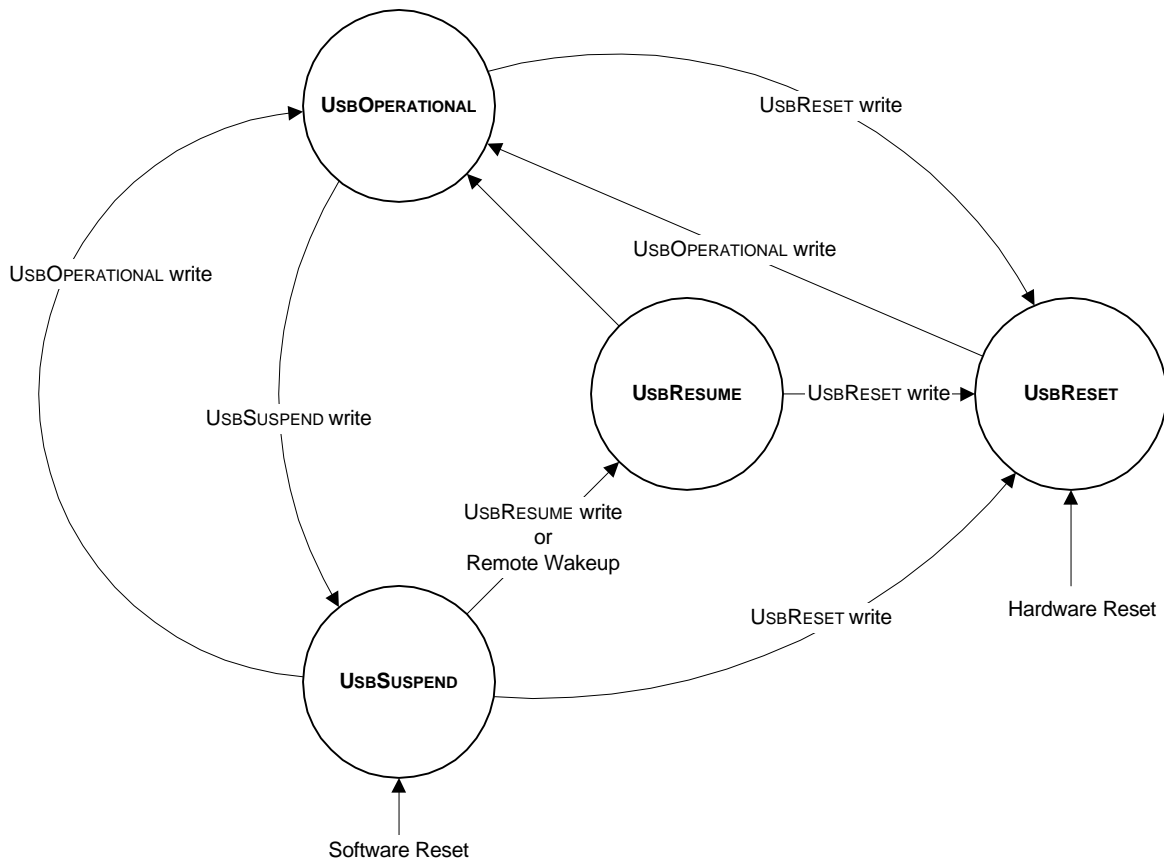 USBOPERATIONAL
USBRESET write
USBOPERATIONAL write
USBOPERATIONAL write
USBRESUME
USBRESET write
USBRESET
USBSUSPEND write
USBRESUME write
or
Remote Wakeup
Hardware Reset
USBRESET write
USBSUSPEND
Software Reset